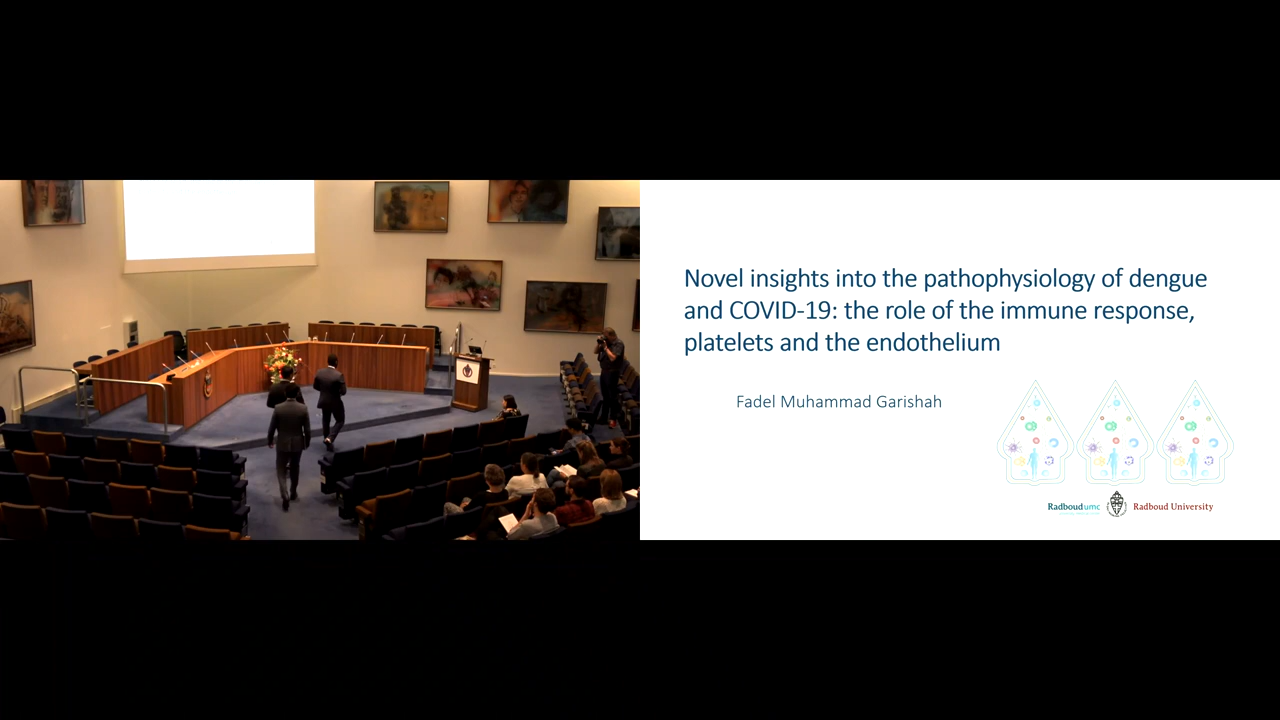 Novel insights into the pathophysiology of dengue
and COVID-19: the role of the immune response,
platelets and the endothelium
Fadel Muhammad Garishah
Radboudumc
Radboud University